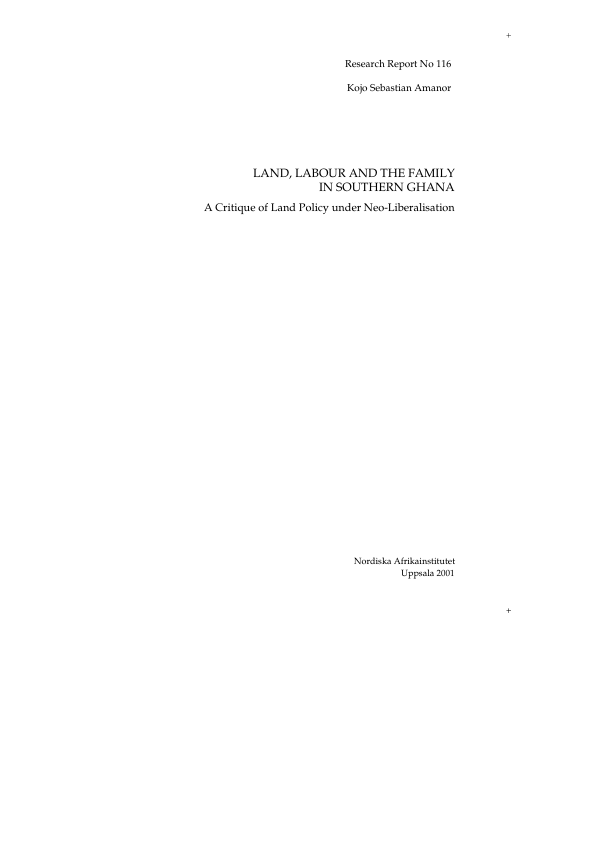 +
Research Report No 116
Kojo Sebastian Amanor
LAND, LABOUR AND THE FAMILY
IN SOUTHERN GHANA
A Critique of Land Policy under Neo-Liberalisation
Nordiska Afrikainstitutet
Uppsala 2001
+